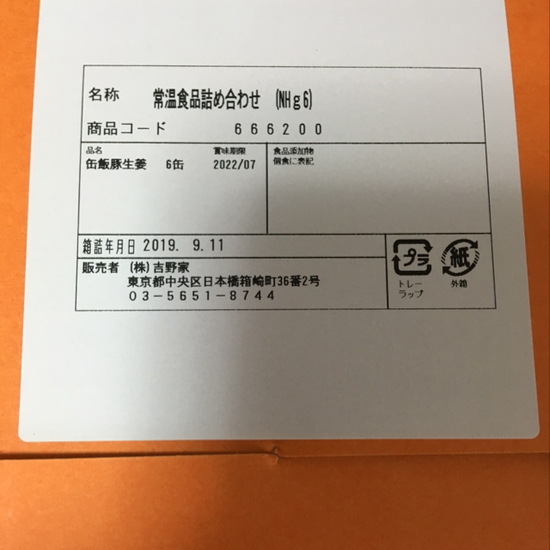 名称 常温食品詰め合わせ (NHg6)
商品コード 666200
品名 賞味期限 食品添加物
缶飯豚生姜 6缶 2022/07 個食に表記
箱詰年月日 2019. 9.11
販売者 (株)吉野家
東京都中央区日本橋箱崎町36番2号
03-5651-8744
プラ 紙
トレー 外箱
ラップ